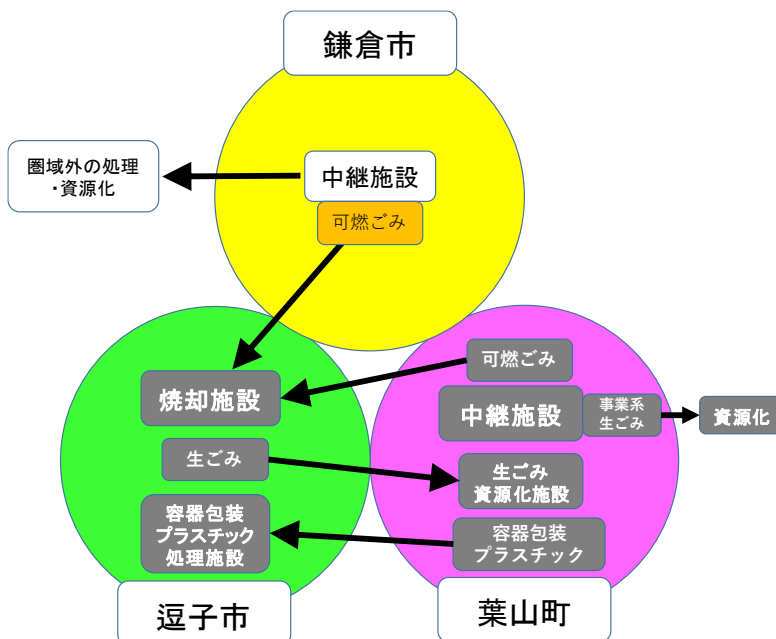 鎌倉市
圏域外の処理
・資源化
中継施設
可燃ごみ
焼却施設
生ごみ
容器包装
プラスチック
処理施設
逗子市
可燃ごみ
中継施設
事業系
生ごみ
資源化
生ごみ
資源化施設
容器包装
プラスチック
葉山町